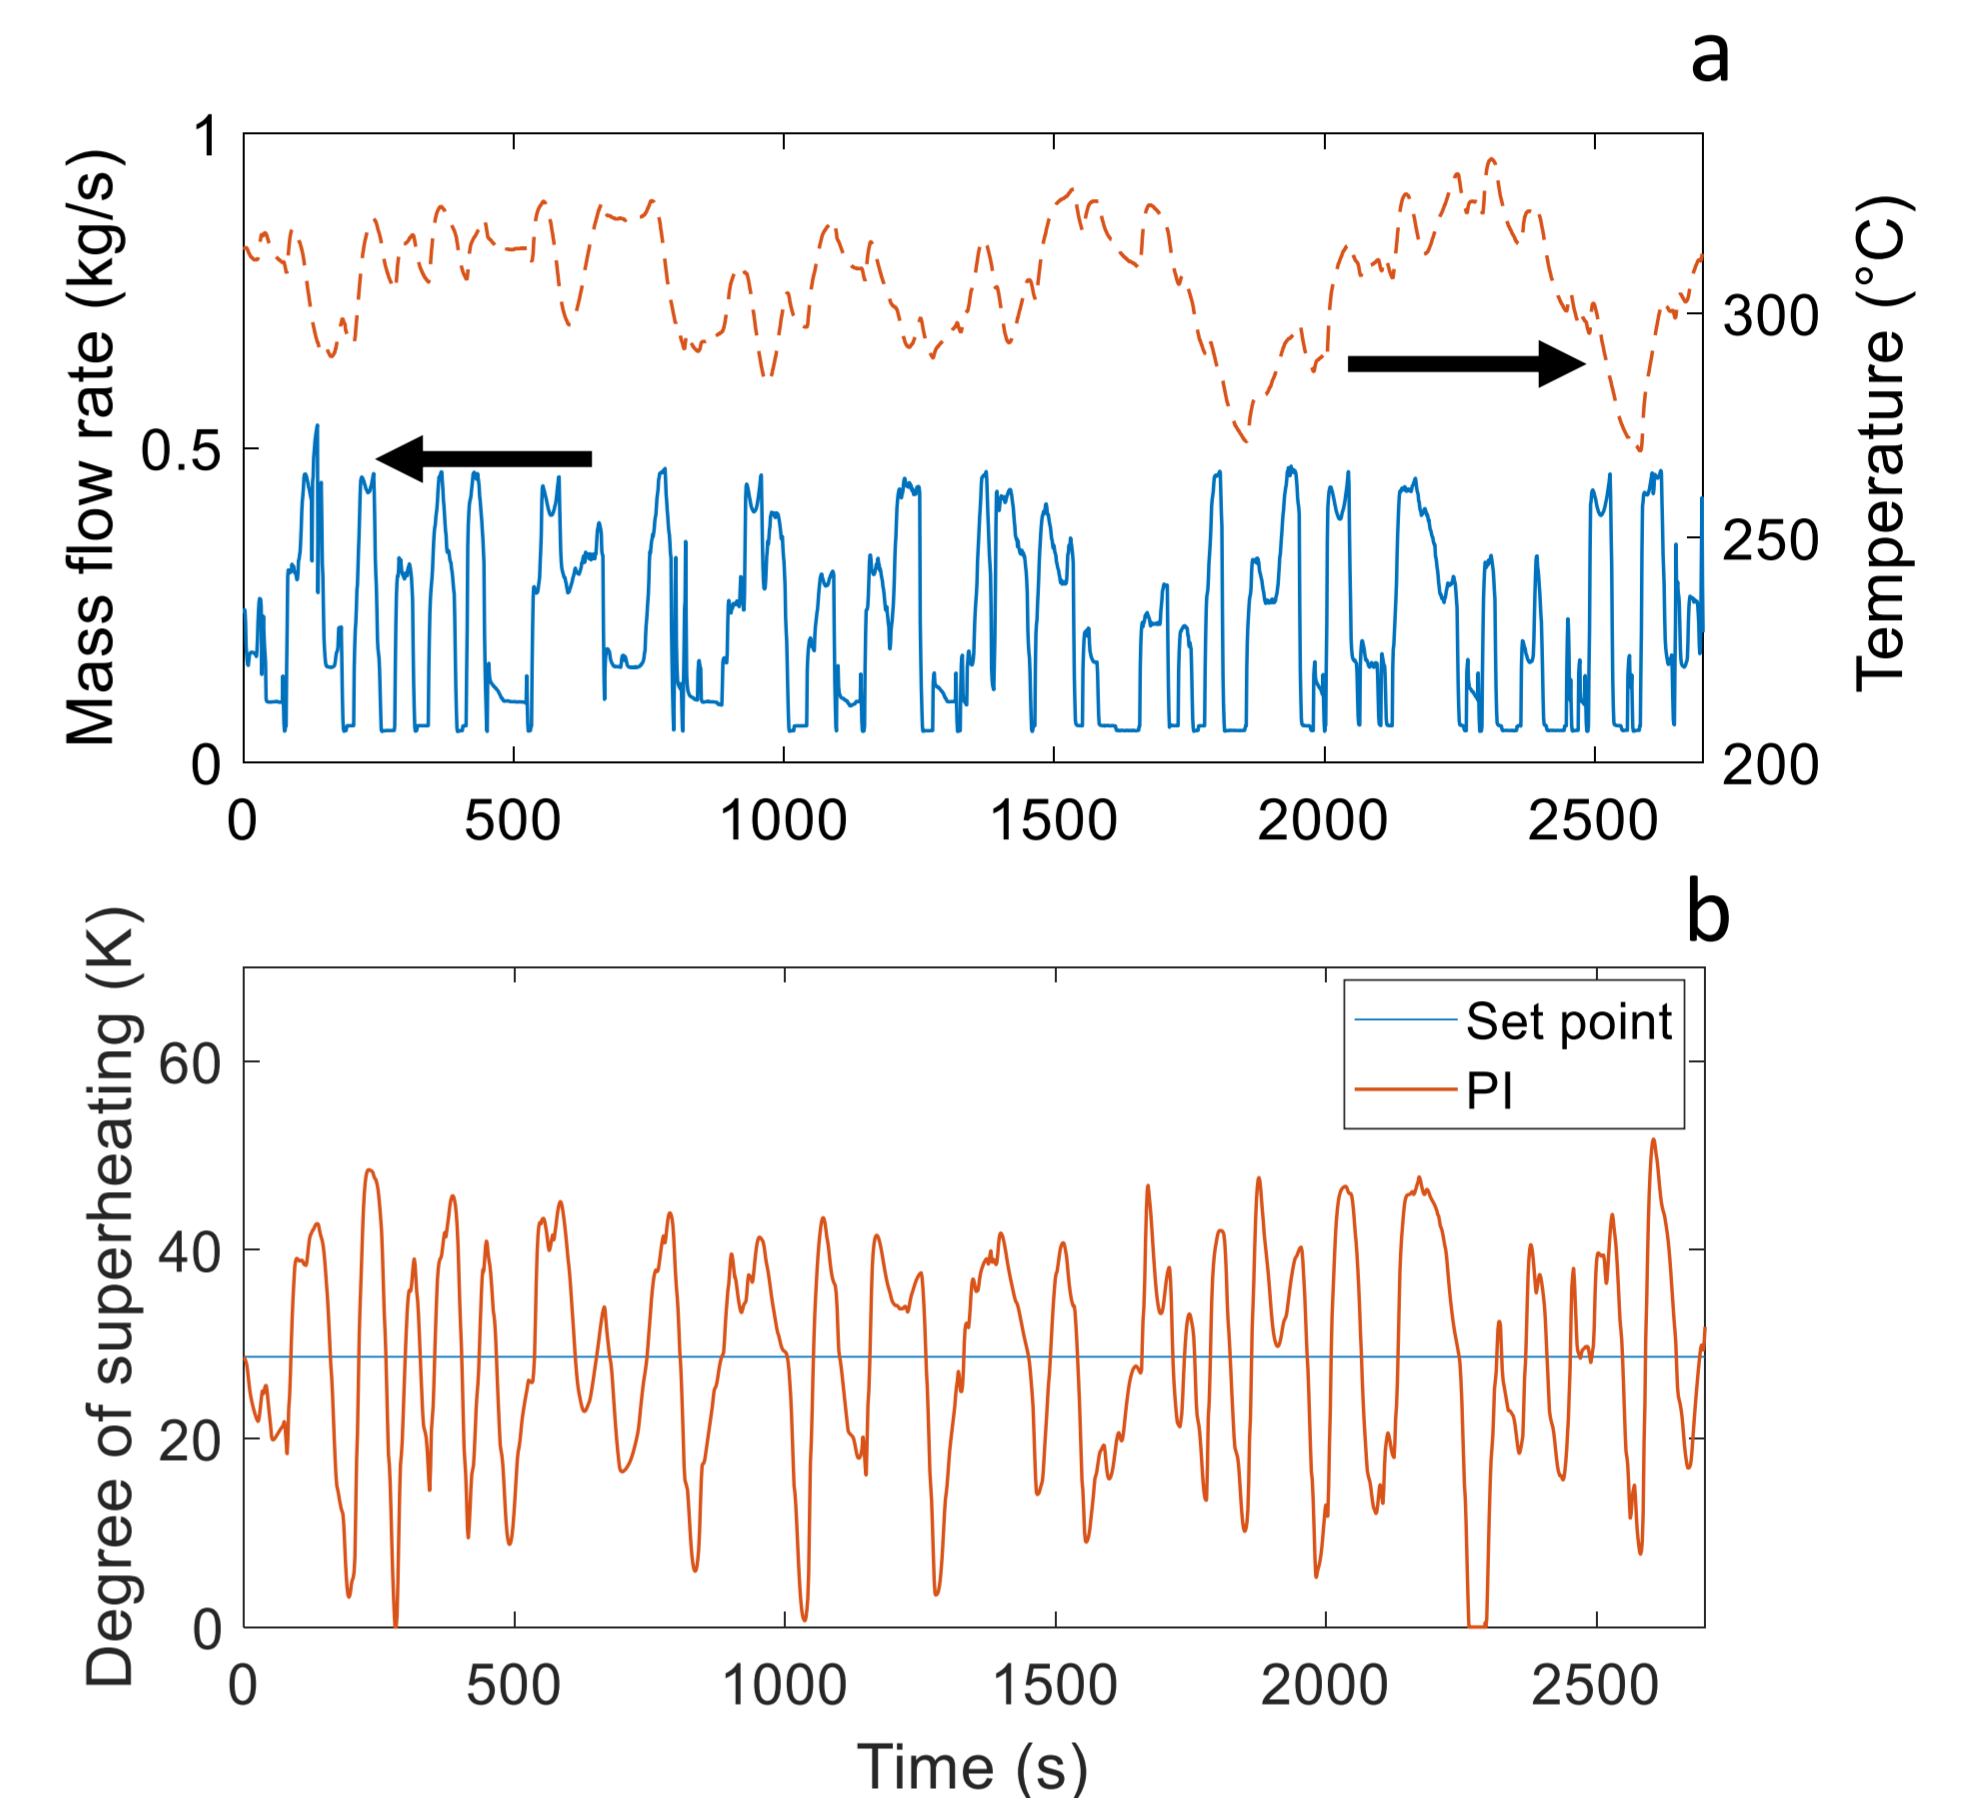 a
Mass flow rate (kg/s)
1
0.5
0
Temperature (°C)
300
250
200
0 500 1000 1500 2000 2500
b
Degree of superheating (K)
60
40
20
0
Set point
PI
0 500 1000 1500 2000 2500
Time (s)